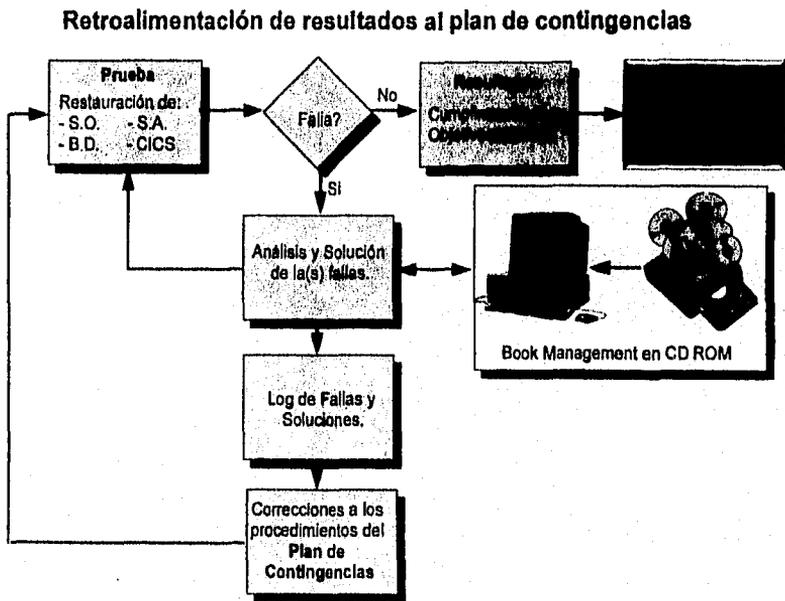 Retroalimentación de resultados al plan de contingencias
Prueba
Restauración de:
- S.O. - S.A.
- B.D. - CICS
Falla?
No
Si
Análisis y Solución
de la(s) fallas.
Book Management en CD ROM
Log de Fallas y
Soluciones.
Correcciones a los
procedimientos del
Plan de
Contingencias